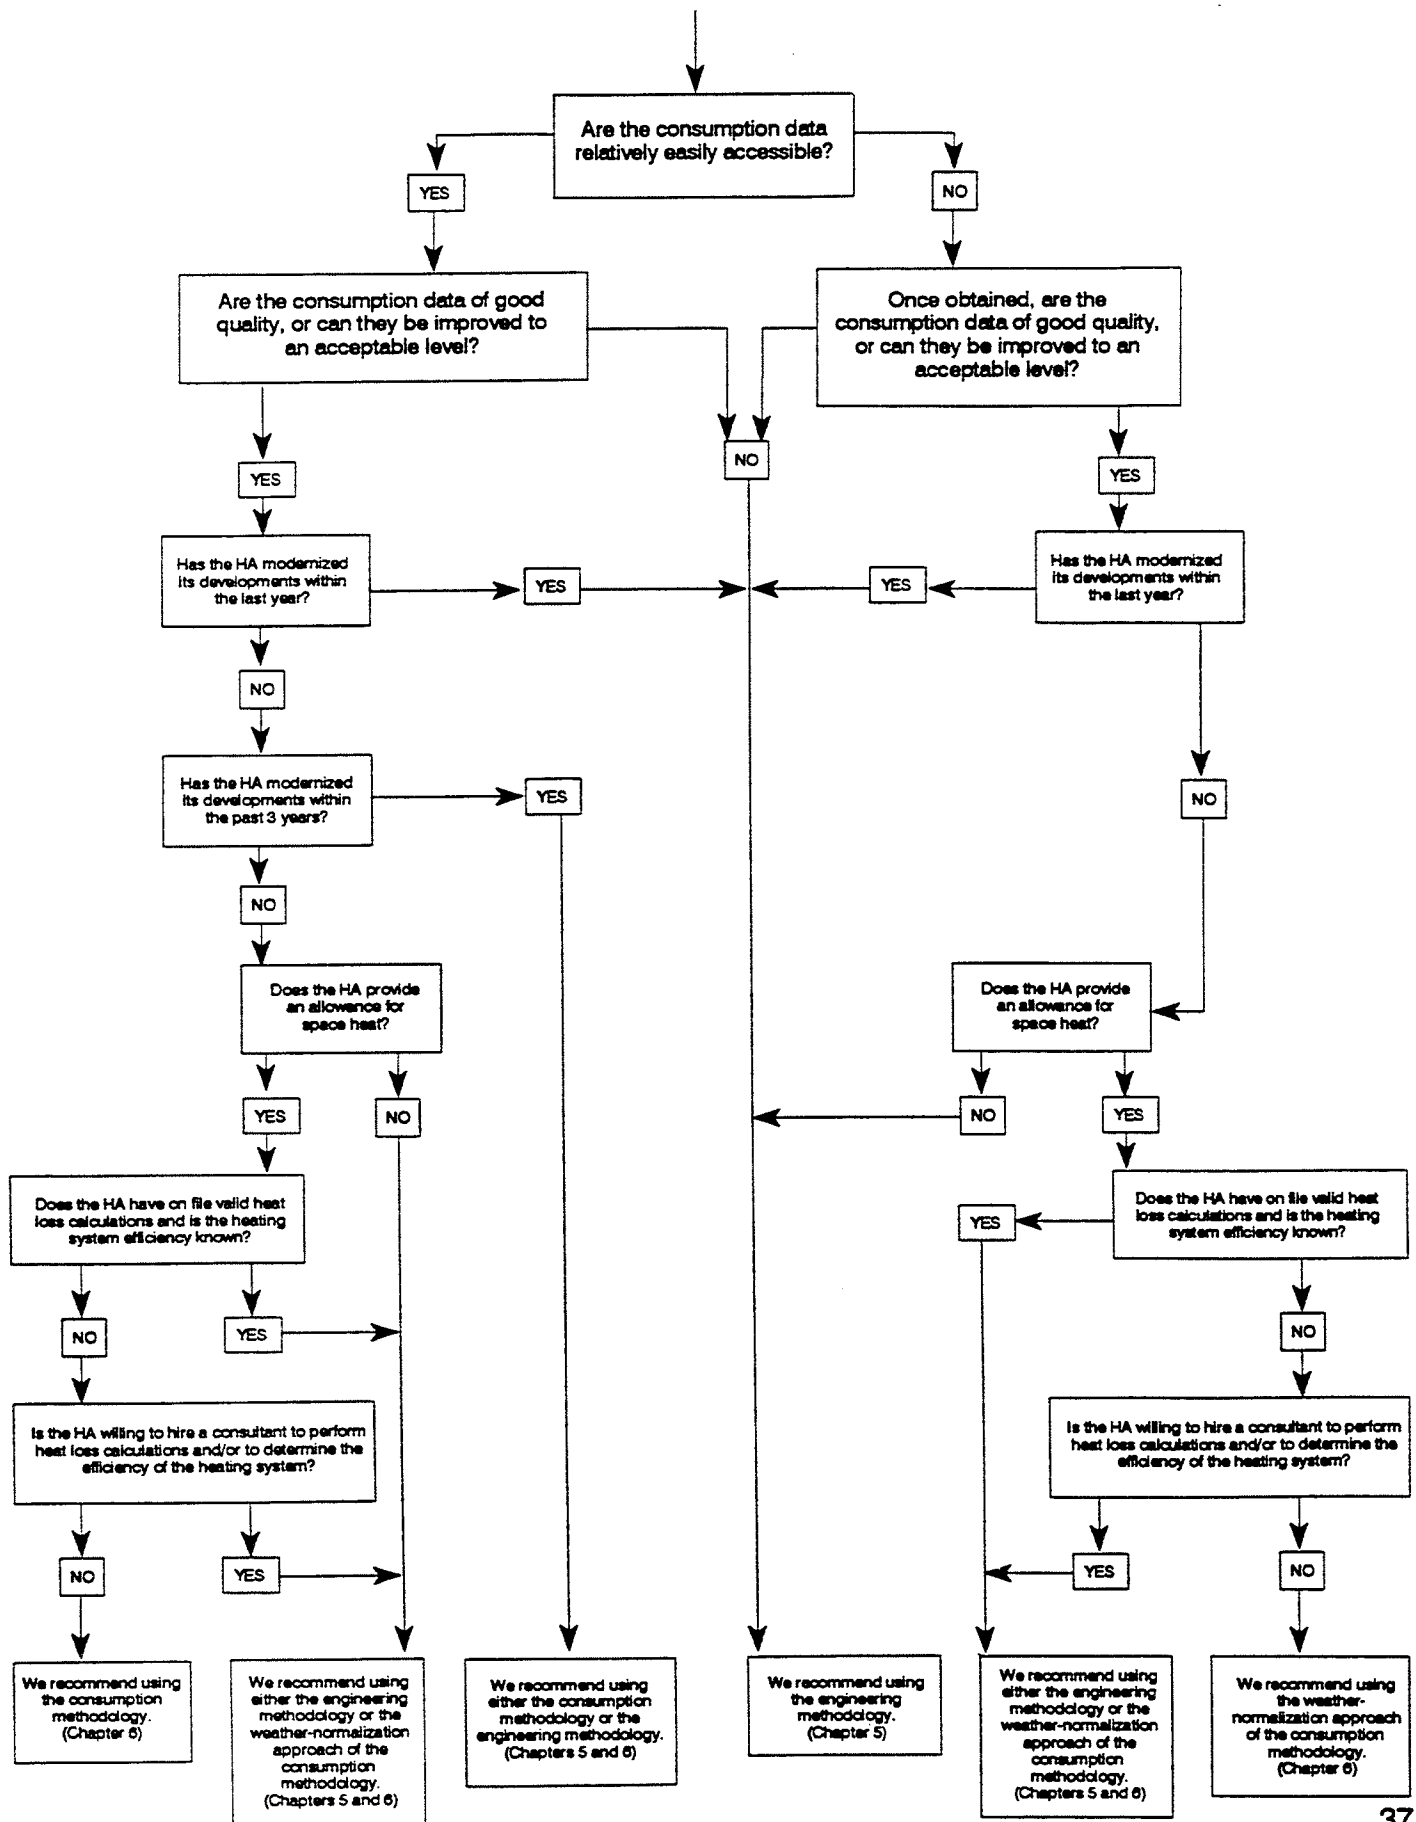 Are the consumption data
relatively easily accessible?
YES
NO
Are the consumption data of good
quality, or can they be improved to
an acceptable level?
Once obtained, are the
consumption data of good quality,
or can they be improved to an
acceptable level?
NO
YES
YES
Has the HA modernized
its developments within
the last year?
YES
YES
Has the HA modernized
its developments within
the last year?
NO
Has the HA modernized
its developments within
the past 3 years?
YES
NO
NO
Does the HA provide
an allowance for
space heat?
Does the HA provide
an allowance for
space heat?
YES
NO
NO
YES
Does the HA have on file valid heat
loss calculations and is the heating
system efficiency known?
YES
Does the HA have on file valid heat
loss calculations and is the heating
system efficiency known?
NO
YES
NO
Is the HA willing to hire a consultant to perform
heat loss calculations and/or to determine the
efficiency of the heating system?
Is the HA willing to hire a consultant to perform
heat loss calculations and/or to determine the
efficiency of the heating system?
NO
YES
YES
NO
We recommend using
the consumption
methodology.
(Chapter 6)
We recommend using
either the engineering
methodology or the
weather-normalization
approach of the
consumption
methodology.
(Chapters 5 and 6)
We recommend using
either the consumption
methodology or the
engineering methodology.
(Chapters 5 and 6)
We recommend using
the engineering
methodology.
(Chapter 5)
We recommend using
either the engineering
methodology or the
weather-normalization
approach of the
consumption
methodology.
(Chapters 5 and 6)
We recommend using
the weather-
normalization approach
of the consumption
methodology.
(Chapter 6)
37